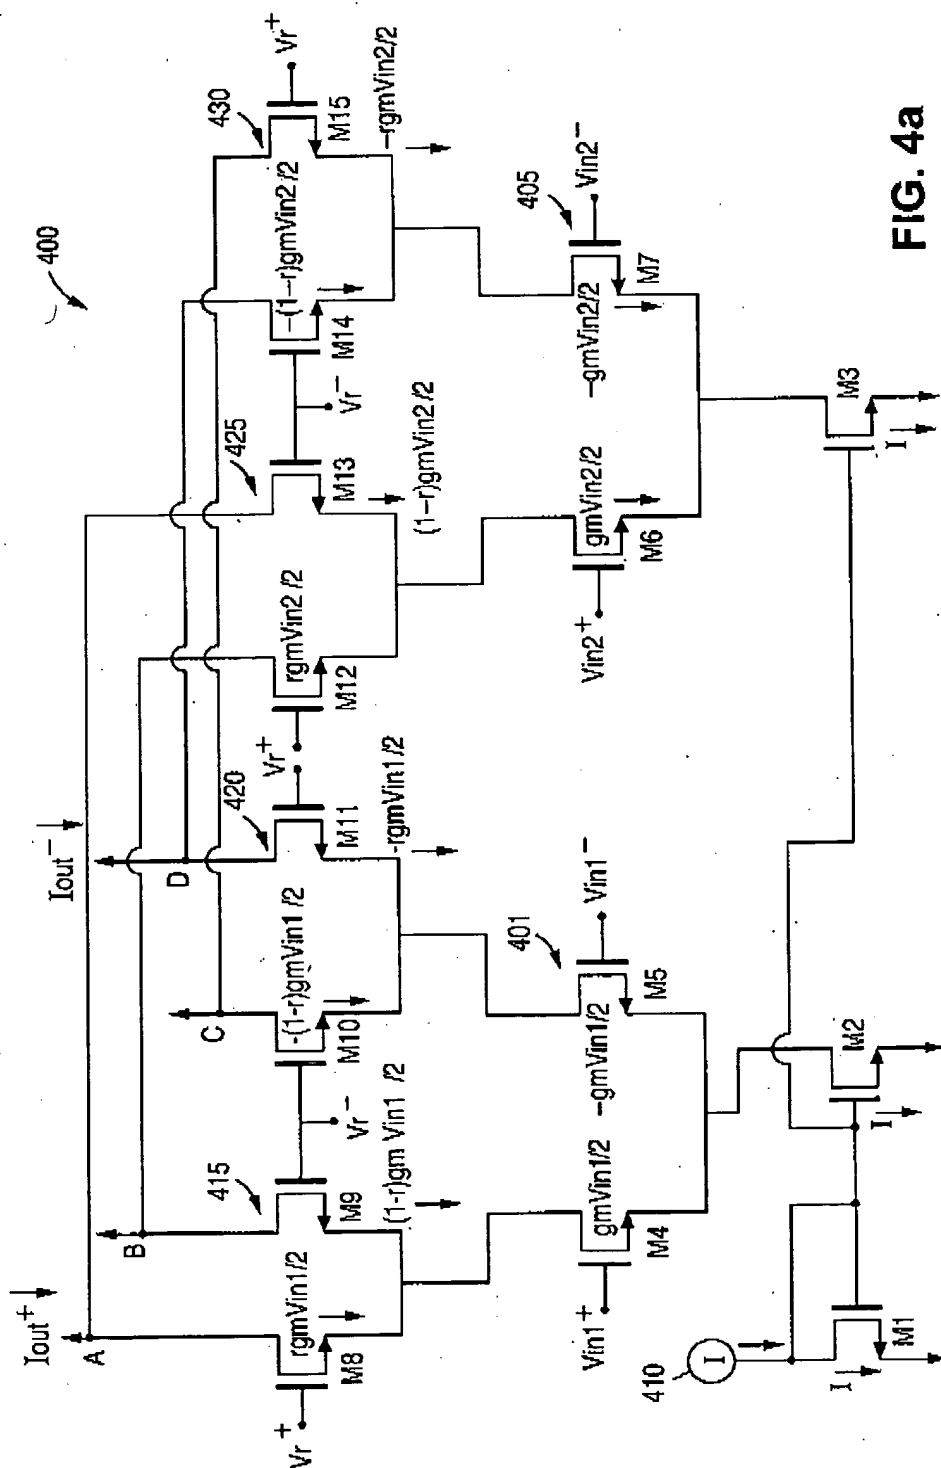 400
Iout+
Iout−
A
B
C
D
Vr+
M8
rgmVin1/2
415
M9
(1-r)gmVin1/2
Vr−
M10
-(1-r)gmVin1/2
420
M11
-rgmVin1/2
Vr+
M12
rgmVin2/2
425
M13
(1-r)gmVin2/2
Vr−
M14
-(1-r)gmVin2/2
430
M15
-rgmVin2/2
Vr+
Vin1+
M4
gmVin1/2
401
M5
-gmVin1/2
Vin1−
Vin2+
M6
gmVin2/2
405
M7
-gmVin2/2
Vin2−
410
I
I
M1
I
M2
I
M3
FIG. 4a